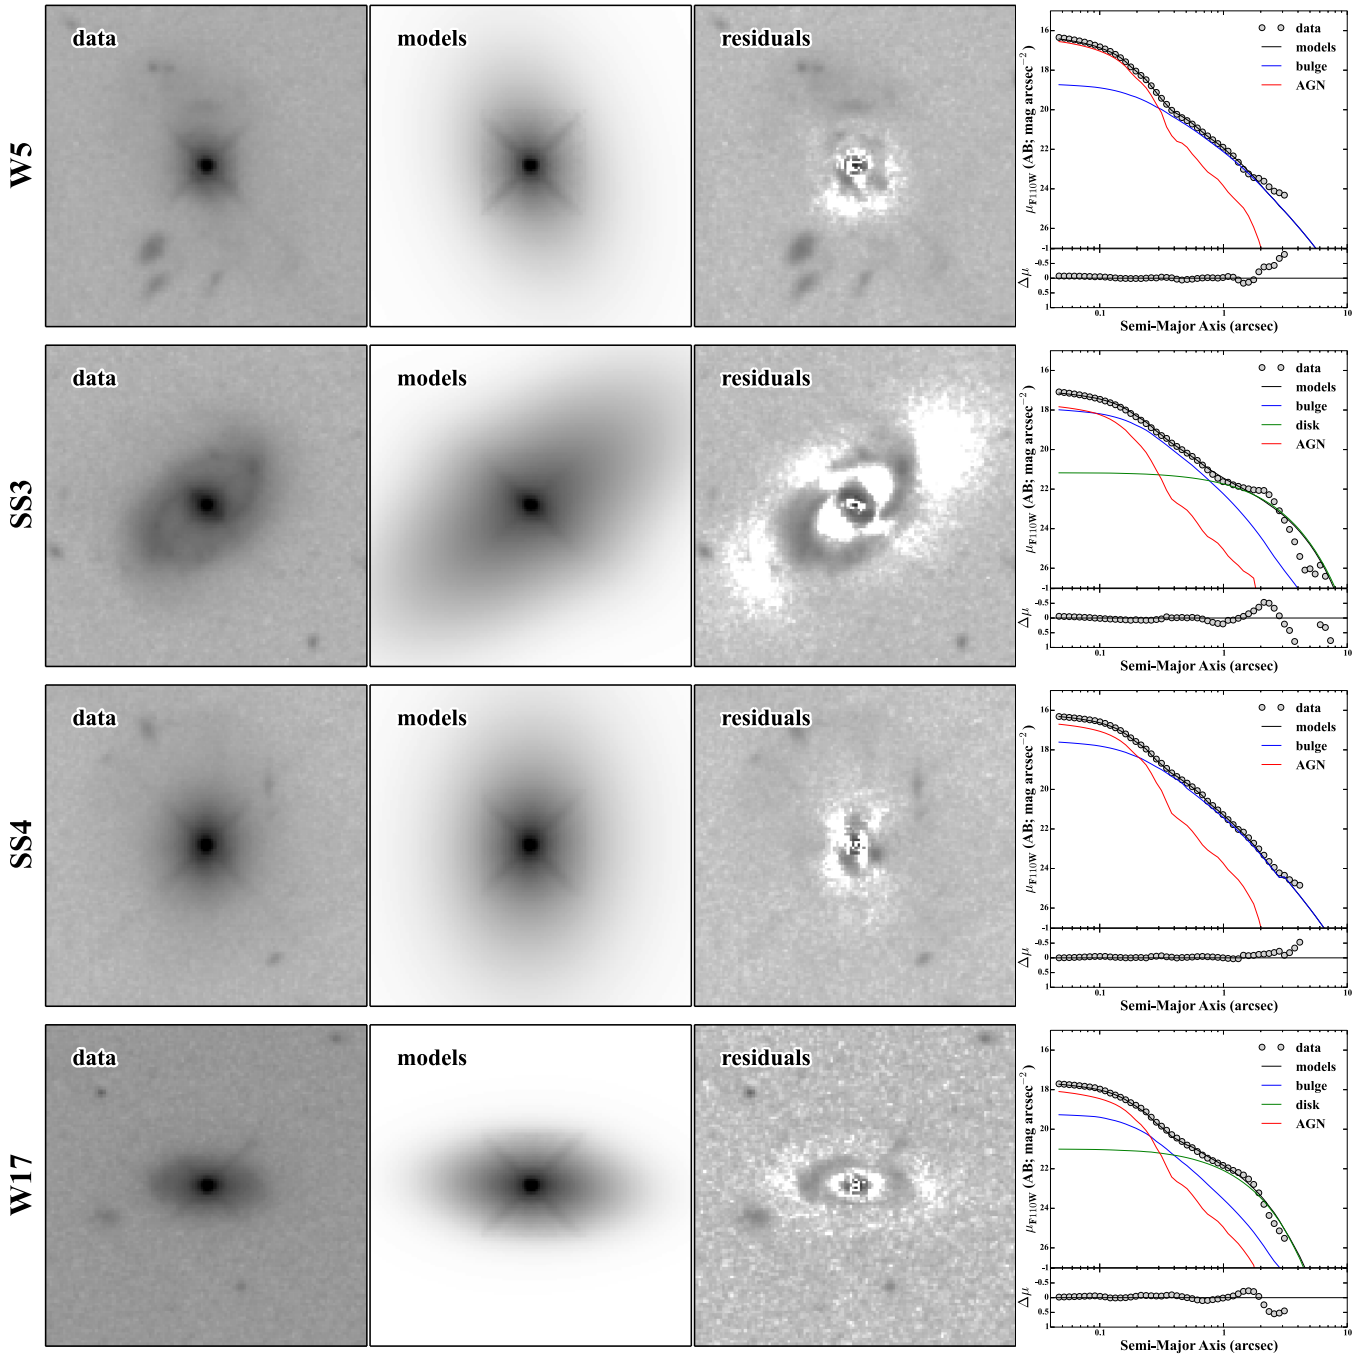 W5
data
models
residuals
16
18
20
22
24
26
μF110W (AB; mag arcsec−2)
data
models
bulge
AGN
-1
-0.5
0
0.5
1
Δμ
0.1
1
10
Semi-Major Axis (arcsec)
SS3
data
models
residuals
16
18
20
22
24
26
μF110W (AB; mag arcsec−2)
data
models
bulge
disk
AGN
-1
-0.5
0
0.5
1
Δμ
0.1
1
10
Semi-Major Axis (arcsec)
SS4
data
models
residuals
16
18
20
22
24
26
μF110W (AB; mag arcsec−2)
data
models
bulge
AGN
-1
-0.5
0
0.5
1
Δμ
0.1
1
10
Semi-Major Axis (arcsec)
W17
data
models
residuals
16
18
20
22
24
26
μF110W (AB; mag arcsec−2)
data
models
bulge
disk
AGN
-1
-0.5
0
0.5
1
Δμ
0.1
1
10
Semi-Major Axis (arcsec)